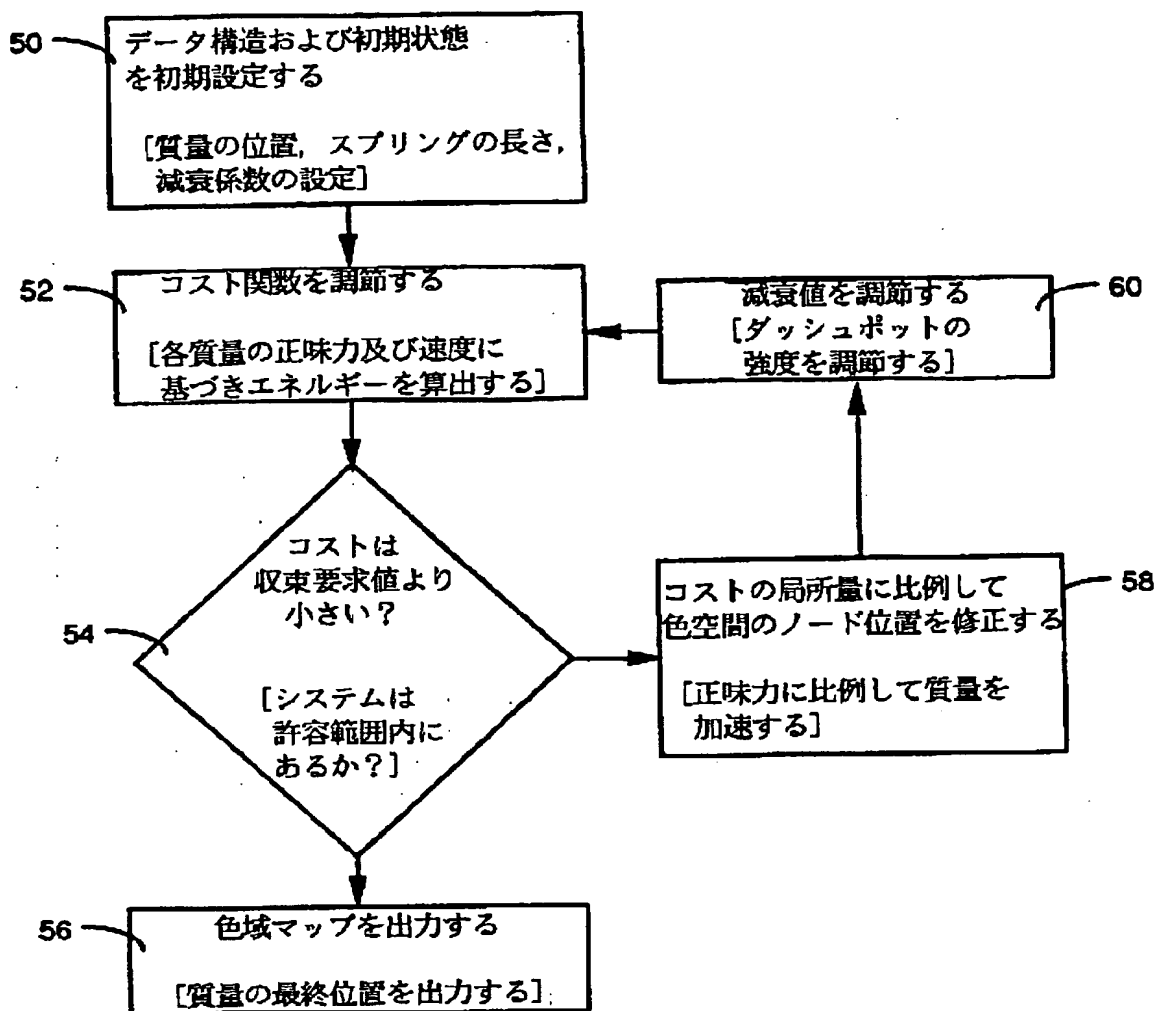 50
データ構造および初期状態
を初期設定する
[質量の位置, スプリングの長さ,
減衰係数の設定]
52
コスト関数を調節する
[各質量の正味力及び速度に
基づきエネルギーを算出する]
60
減衰値を調節する
[ダッシュポットの
強度を調節する]
54
コストは
収束要求値より
小さい?
[システムは
許容範囲内に
あるか?]
58
コストの局所量に比例して
色空間のノード位置を修正する
[正味力に比例して質量を
加速する]
56
色域マップを出力する
[質量の最終位置を出力する]